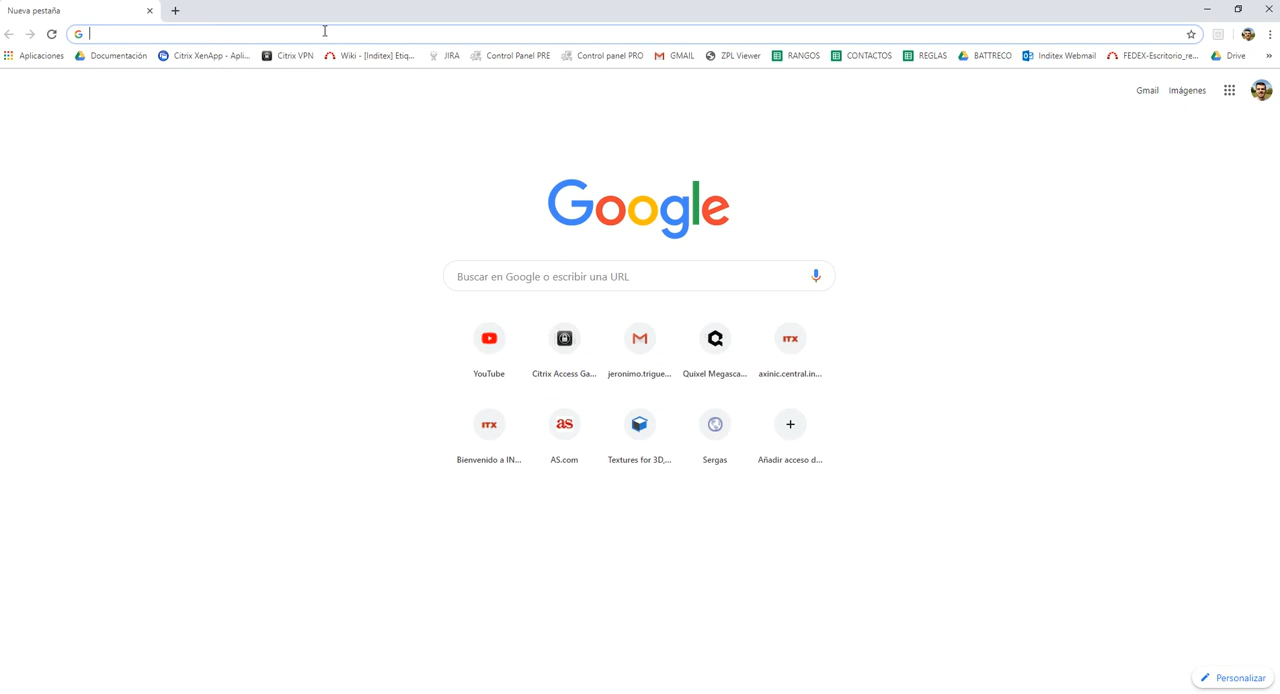 Nueva pestaña
Aplicaciones Documentación Citrix XenApp - Apli... Citrix VPN Wiki - [Inditex] Etiq... JIRA Control Panel PRE Control panel PRO GMAIL ZPL Viewer RANGOS CONTACTOS REGLAS BATTRECO Inditex Webmail FEDEX-Escritorio_re... Drive »
Gmail Imágenes
Google
Buscar en Google o escribir una URL
YouTube Citrix Access Ga... jeronimo.trigue... Quixel Megasca... axinic.central.in...
ITX
ITX as
Bienvenido a IN... AS.com Textures for 3D,... Sergas Añadir acceso d...
Personalizar